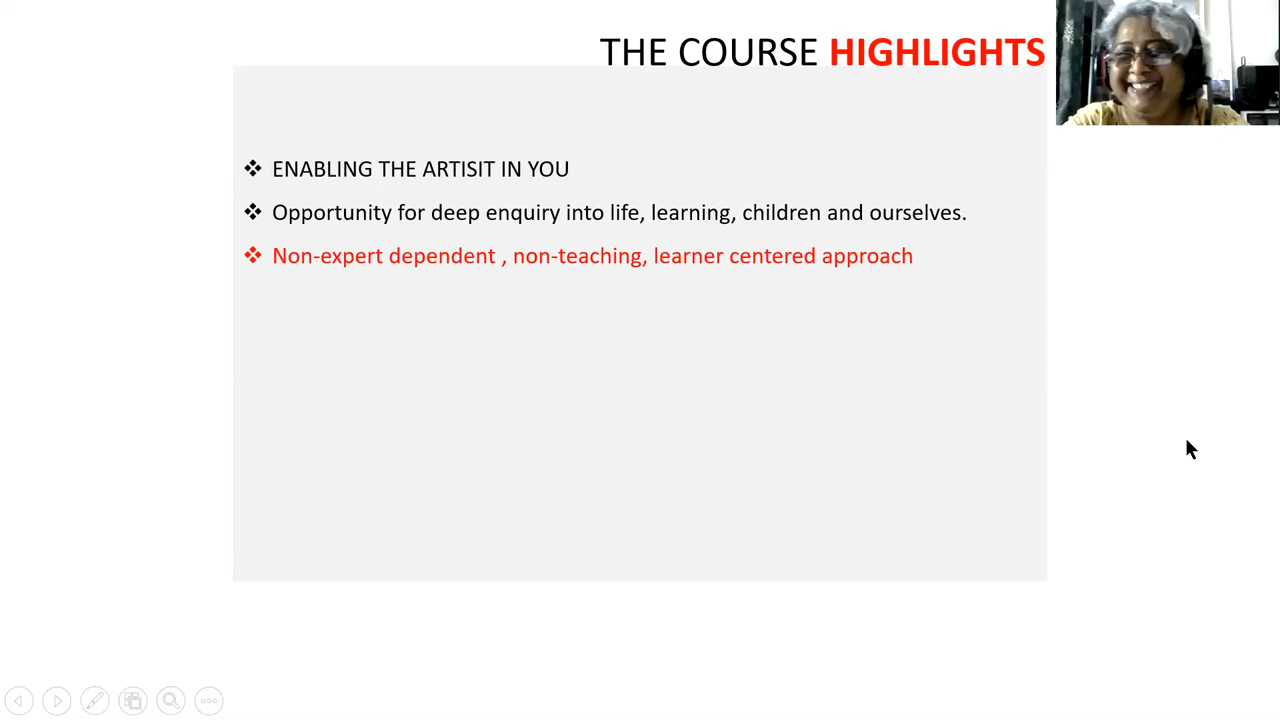 THE COURSE HIGHLIGHTS
❖ ENABLING THE ARTISIT IN YOU
❖ Opportunity for deep enquiry into life, learning, children and ourselves.
❖ Non-expert dependent , non-teaching, learner centered approach